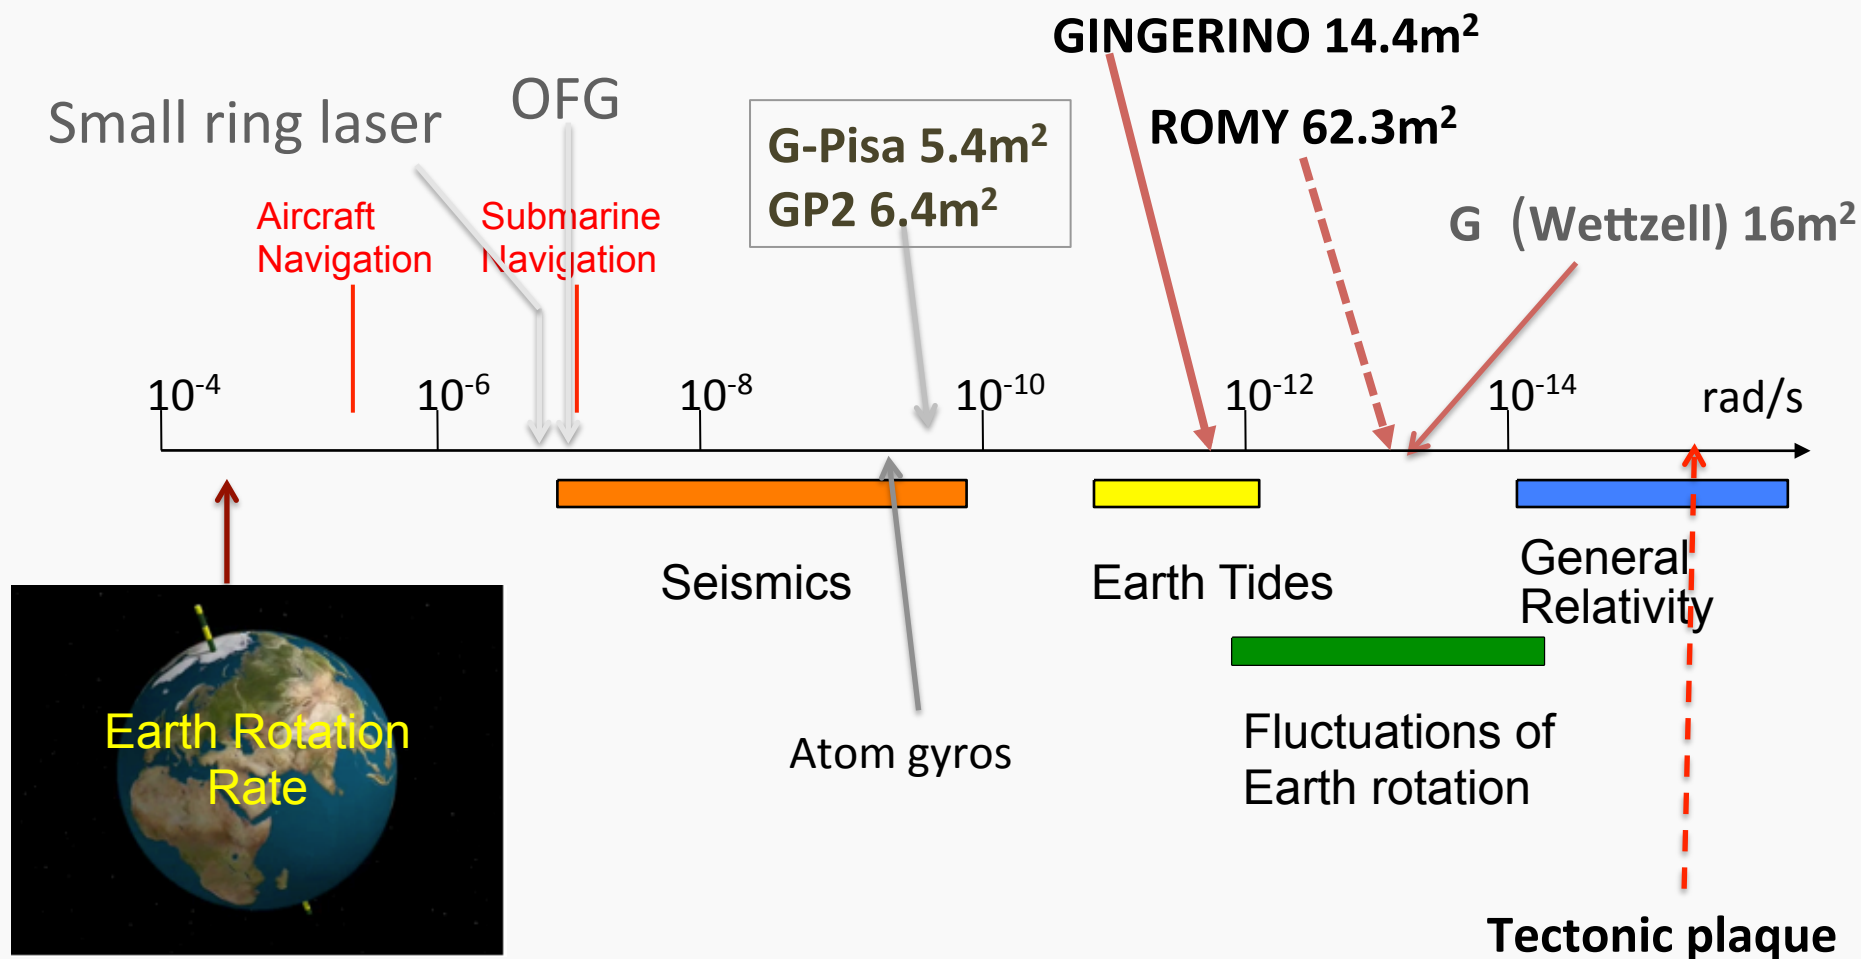 GINGERINO 14.4m²
OFG
Small ring laser
ROMY 62.3m²
G-Pisa 5.4m²
GP2 6.4m²
Aircraft
Navigation
Submarine
Navigation
G (Wettzell) 16m²
10⁻⁴ 10⁻⁶ 10⁻⁸ 10⁻¹⁰ 10⁻¹² 10⁻¹⁴ rad/s
Seismics
Earth Tides
General
Relativity
Earth Rotation
Rate
Atom gyros
Fluctuations of
Earth rotation
Tectonic plaque